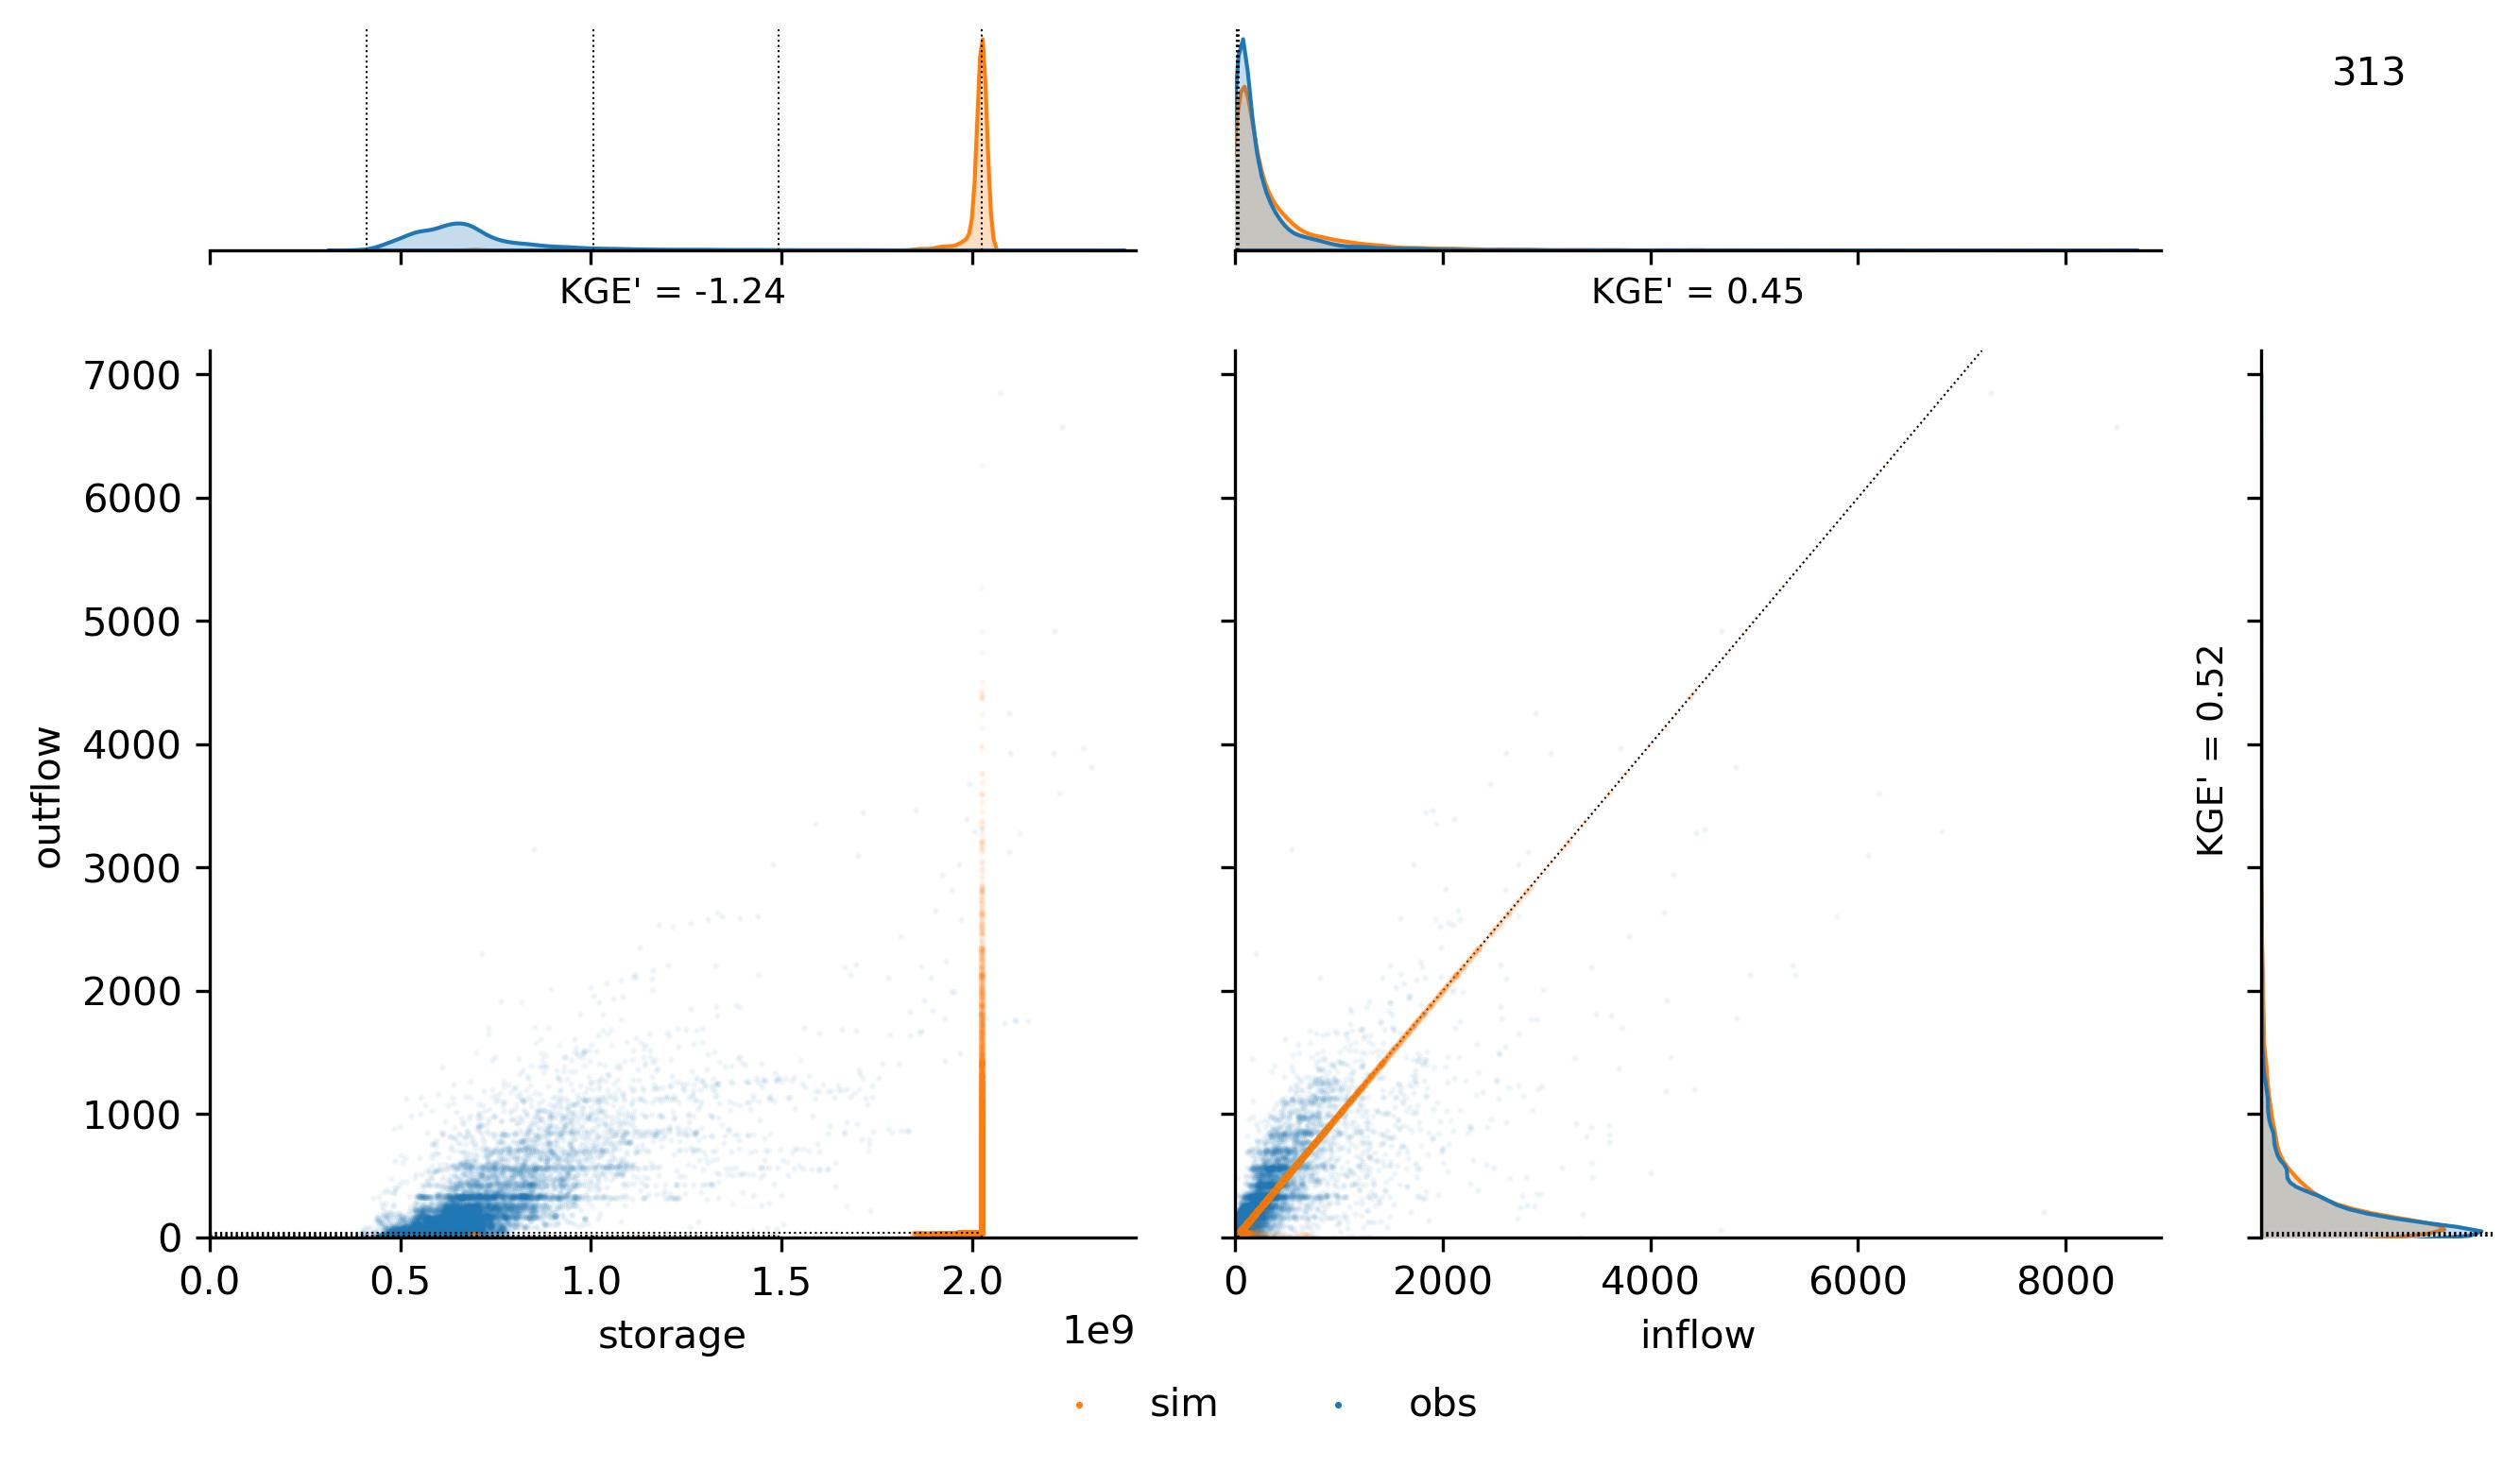 313
KGE' = -1.24
KGE' = 0.45
7000
6000
5000
4000
3000
2000
1000
0
outflow
KGE' = 0.52
0.0 0.5 1.0 1.5 2.0
1e9
storage
0 2000 4000 6000 8000
inflow
sim obs